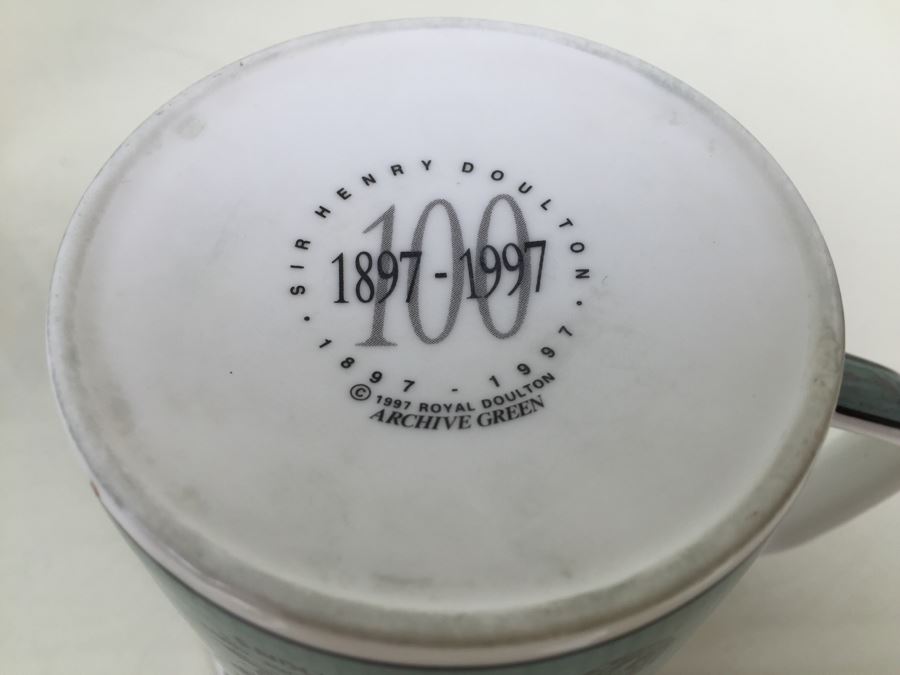 • SIR HENRY DOULTON •
100
1897 - 1997
1897 - 1997
© 1997 ROYAL DOULTON
ARCHIVE GREEN